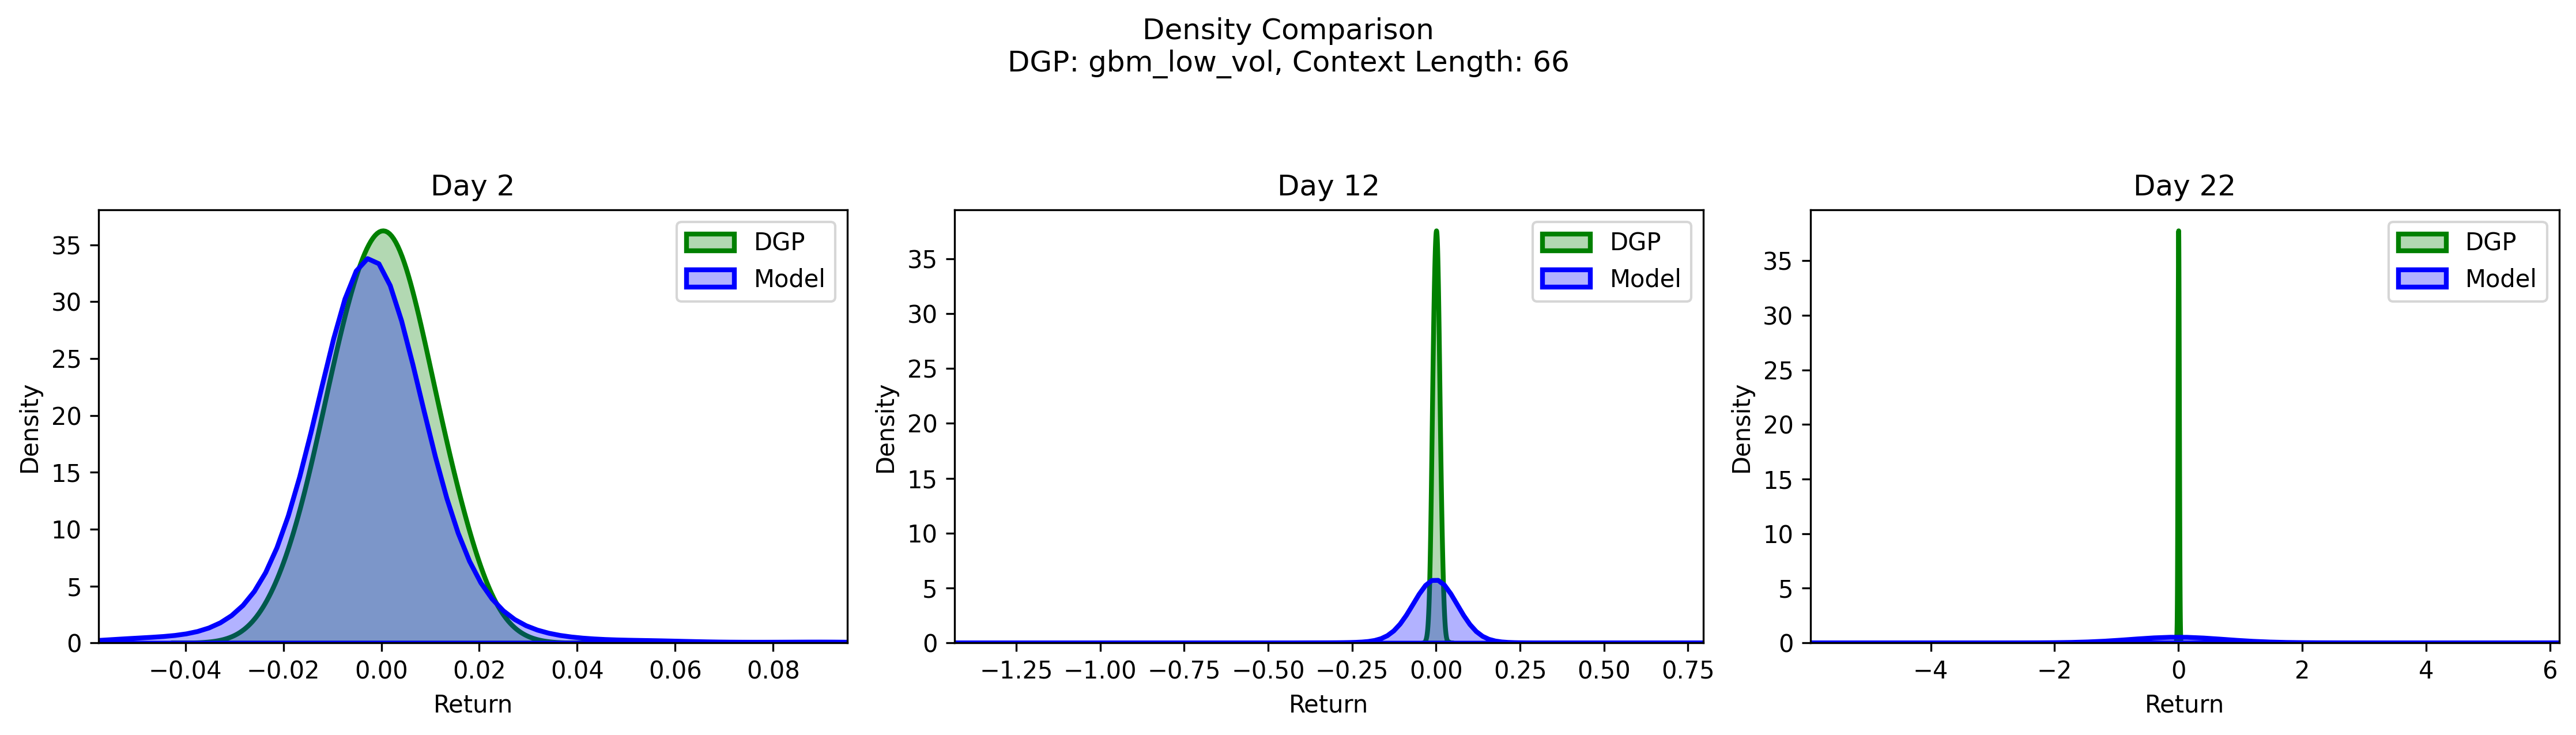 Density Comparison
DGP: gbm_low_vol, Context Length: 66
Day 2
Density
35
30
25
20
15
10
5
0
−0.04 −0.02 0.00 0.02 0.04 0.06 0.08
Return
DGP
Model
Day 12
Density
35
30
25
20
15
10
5
0
−1.25 −1.00 −0.75 −0.50 −0.25 0.00 0.25 0.50 0.75
Return
DGP
Model
Day 22
Density
35
30
25
20
15
10
5
0
−4 −2 0 2 4 6
Return
DGP
Model